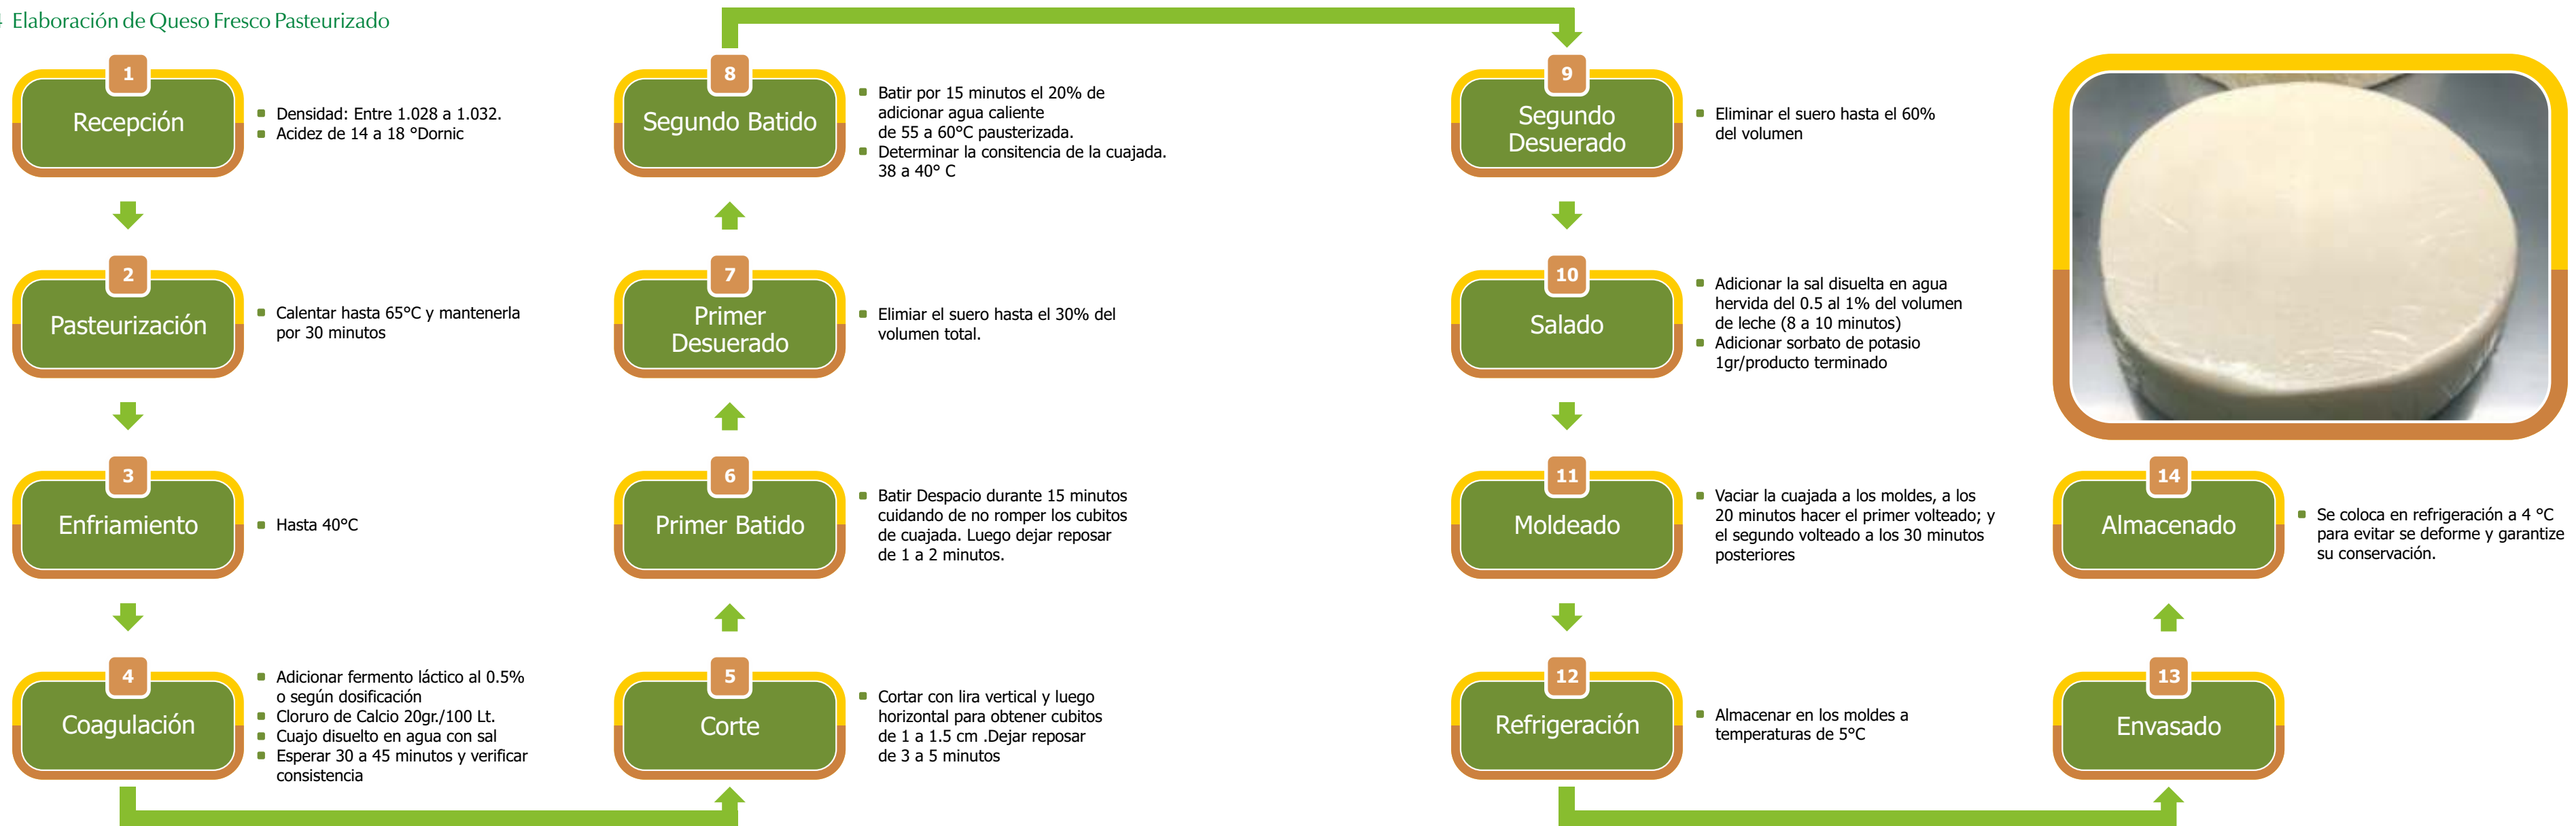 Elaboración de Queso Fresco Pasteurizado
1
Recepción
Densidad: Entre 1.028 a 1.032.
Acidez de 14 a 18 °Dornic
2
Pasteurización
Calentar hasta 65°C y mantenerla
por 30 minutos
3
Enfriamiento
Hasta 40°C
4
Coagulación
Adicionar fermento láctico al 0.5%
o según dosificación
Cloruro de Calcio 20gr./100 Lt.
Cuajo disuelto en agua con sal
Esperar 30 a 45 minutos y verificar
consistencia
5
Corte
Cortar con lira vertical y luego
horizontal para obtener cubitos
de 1 a 1.5 cm .Dejar reposar
de 3 a 5 minutos
6
Primer Batido
Batir Despacio durante 15 minutos
cuidando de no romper los cubitos
de cuajada. Luego dejar reposar
de 1 a 2 minutos.
7
Primer
Desuerado
Elimiar el suero hasta el 30% del
volumen total.
8
Segundo Batido
Batir por 15 minutos el 20% de
adicionar agua caliente
de 55 a 60°C pausterizada.
Determinar la consitencia de la cuajada.
38 a 40° C
9
Segundo
Desuerado
Eliminar el suero hasta el 60%
del volumen
10
Salado
Adicionar la sal disuelta en agua
hervida del 0.5 al 1% del volumen
de leche (8 a 10 minutos)
Adicionar sorbato de potasio
1gr/producto terminado
11
Moldeado
Vaciar la cuajada a los moldes, a los
20 minutos hacer el primer volteado; y
el segundo volteado a los 30 minutos
posteriores
12
Refrigeración
Almacenar en los moldes a
temperaturas de 5°C
13
Envasado
14
Almacenado
Se coloca en refrigeración a 4 °C
para evitar se deforme y garantize
su conservación.